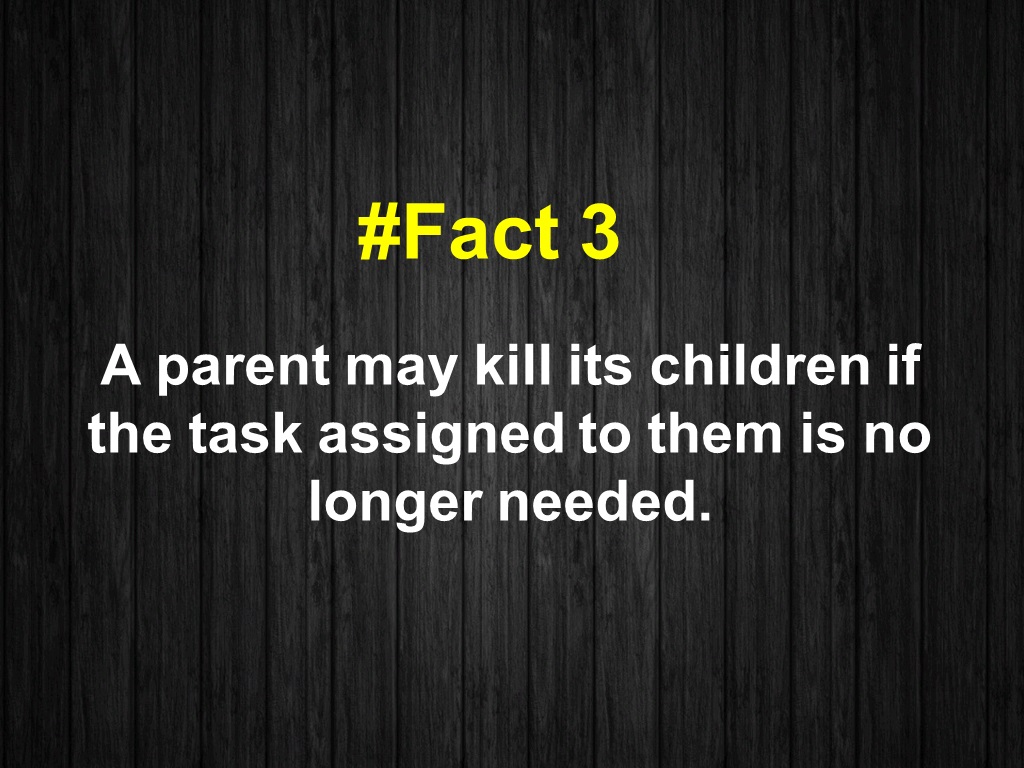 #Fact 3
A parent may kill its children if
the task assigned to them is no
longer needed.